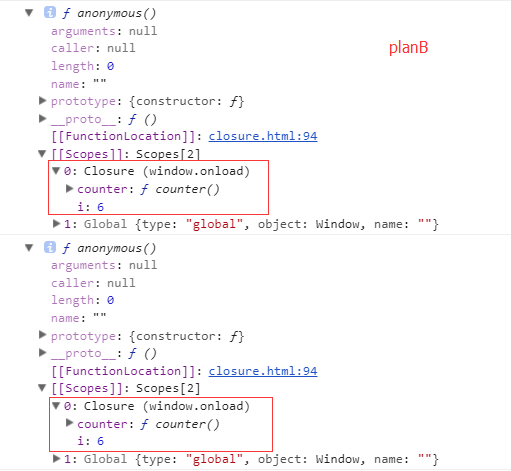 ƒ anonymous()
arguments: null
planB
caller: null
length: 0
name: ""
prototype: {constructor: ƒ}
__proto__: ƒ ()
[[FunctionLocation]]: closure.html:94
[[Scopes]]: Scopes[2]
0: Closure (window.onload)
counter: ƒ counter()
i: 6
1: Global {type: "global", object: Window, name: ""}
ƒ anonymous()
arguments: null
caller: null
length: 0
name: ""
prototype: {constructor: ƒ}
__proto__: ƒ ()
[[FunctionLocation]]: closure.html:94
[[Scopes]]: Scopes[2]
0: Closure (window.onload)
counter: ƒ counter()
i: 6
1: Global {type: "global", object: Window, name: ""}